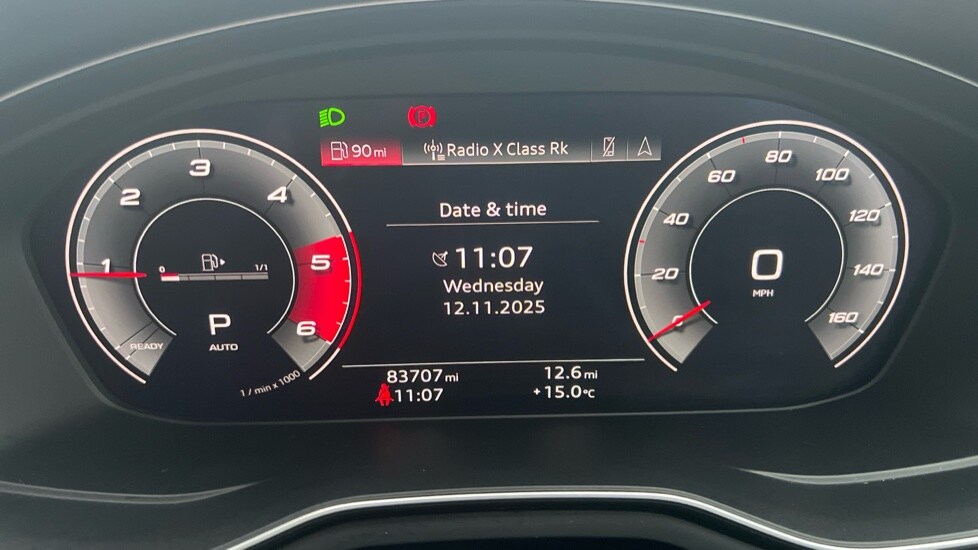 90 mi
Radio X Class Rk
Date & time
11:07
Wednesday
12.11.2025
83707 mi
12.6 mi
11:07
+15.0°C
1
2
3
4
5
6
0
1/1
P
AUTO
READY
1 / min x 1000
0
20
40
60
80
100
120
140
160
0
MPH
P